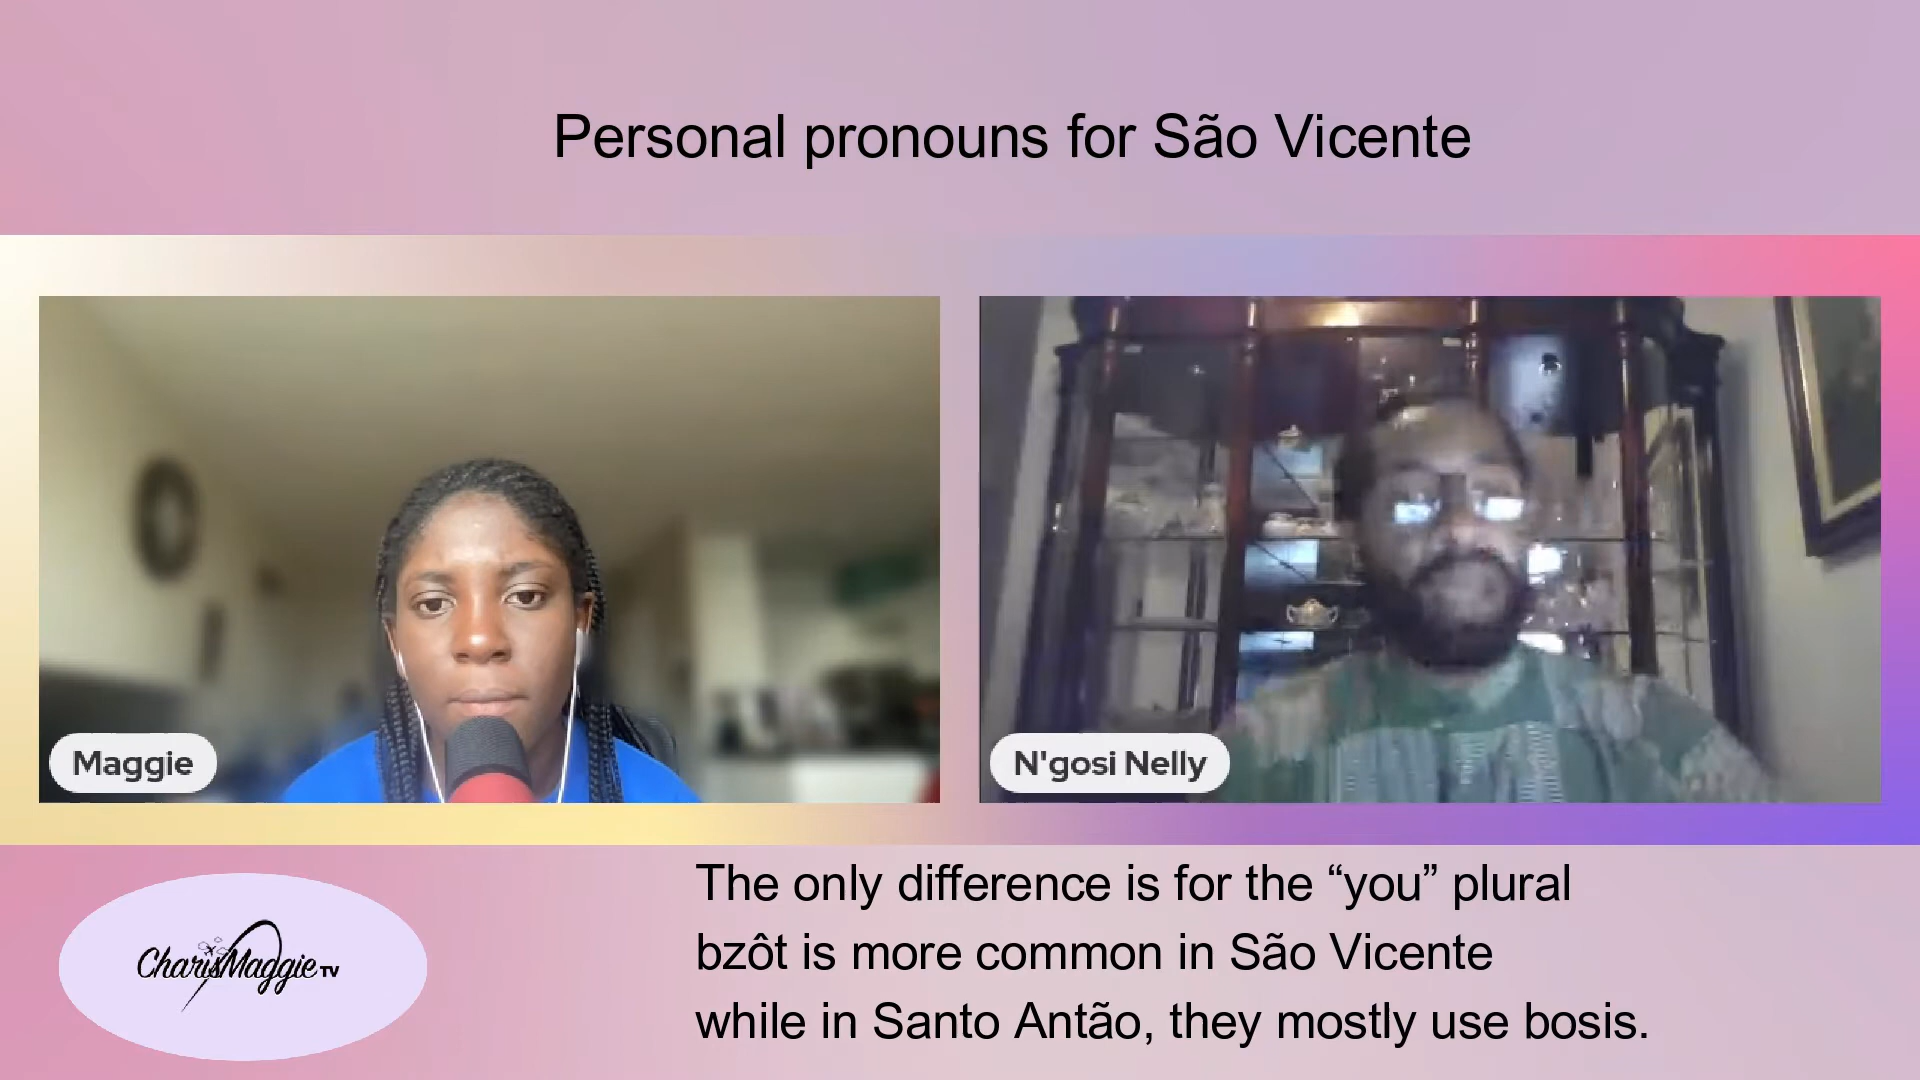 Personal pronouns for São Vicente
Maggie
N'gosi Nelly
The only difference is for the “you” plural
bzôt is more common in São Vicente
while in Santo Antão, they mostly use bosis.
CharisMaggie TV